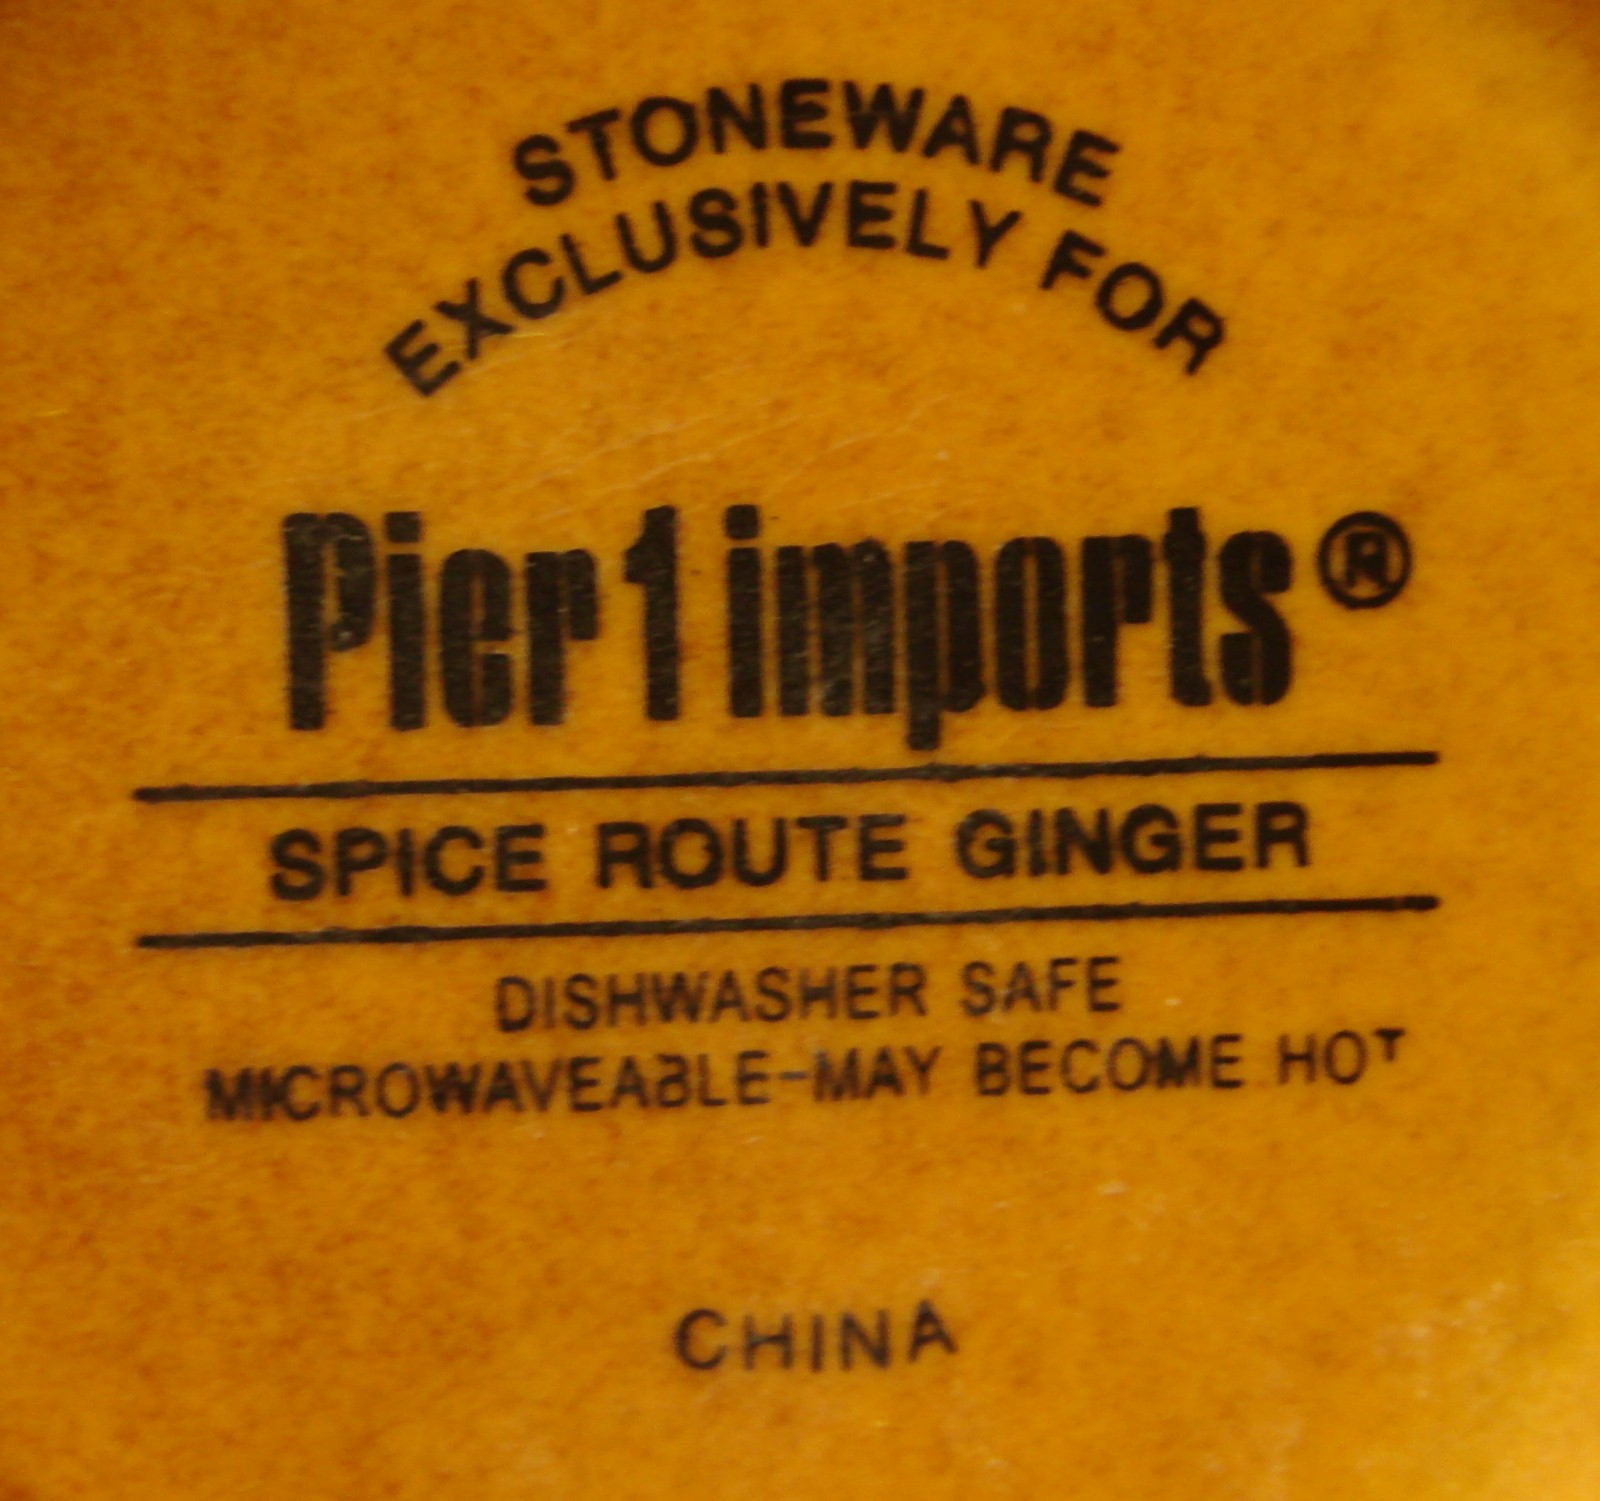 STONEWARE
EXCLUSIVELY FOR
Pier 1 imports®
SPICE ROUTE GINGER
DISHWASHER SAFE
MICROWAVEABLE-MAY BECOME HOT
CHINA